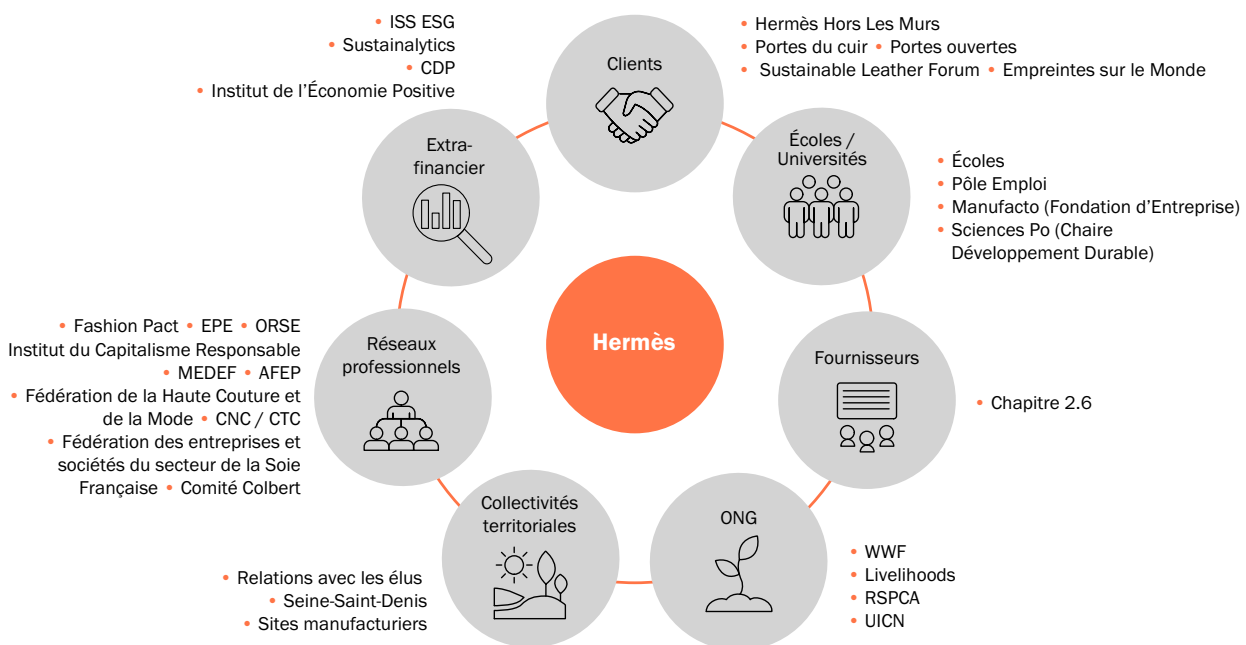 • ISS ESG
• Sustainalytics
• CDP
• Institut de l'Économie Positive
Clients
• Hermès Hors Les Murs
• Portes du cuir • Portes ouvertes
• Sustainable Leather Forum • Empreintes sur le Monde
Extra-
financier
Écoles /
Universités
• Écoles
• Pôle Emploi
• Manufacto (Fondation d'Entreprise)
• Sciences Po (Chaire
Développement Durable)
Hermès
• Fashion Pact • EPE • ORSE
Institut du Capitalisme Responsable
• MEDEF • AFEP
• Fédération de la Haute Couture et
de la Mode • CNC / CTC
• Fédération des entreprises et
sociétés du secteur de la Soie
Française • Comité Colbert
Réseaux
professionnels
Fournisseurs
• Chapitre 2.6
Collectivités
territoriales
• Relations avec les élus
• Seine-Saint-Denis
• Sites manufacturiers
ONG
• WWF
• Livelihoods
• RSPCA
• UICN